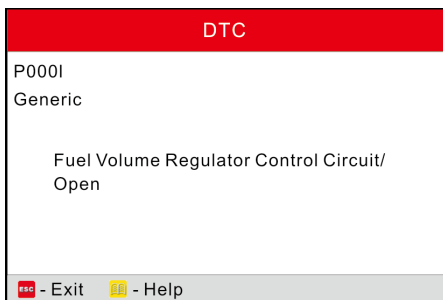 DTC
P000I
Generic
Fuel Volume Regulator Control Circuit/
Open
ESC - Exit - Help